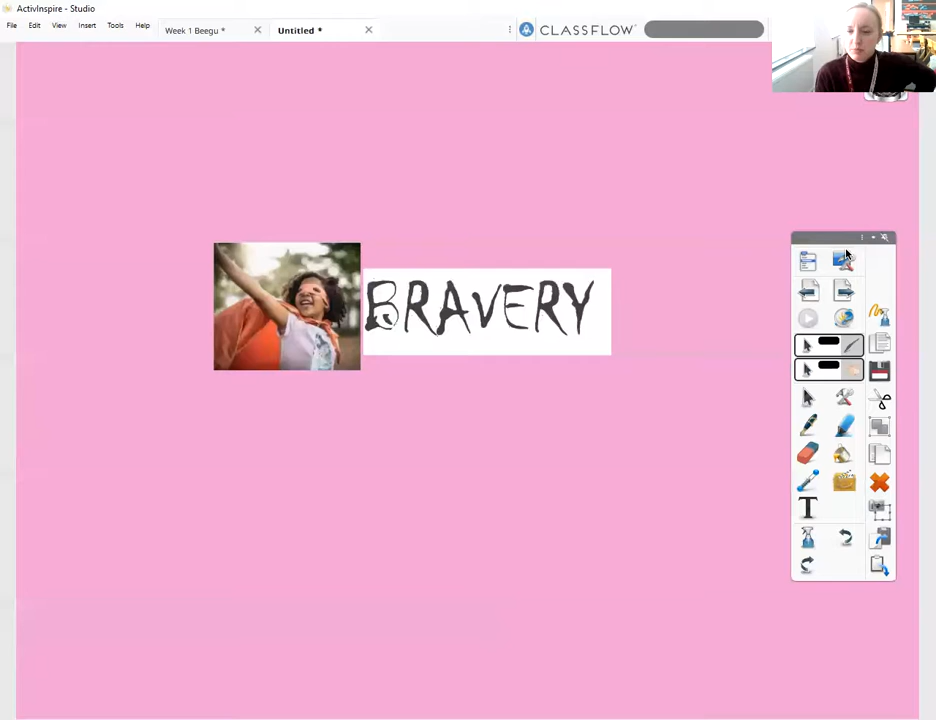 ActivInspire - Studio
File Edit View Insert Tools Help Week 1 Beegu * Untitled * CLASSFLOW
BRAVERY
T